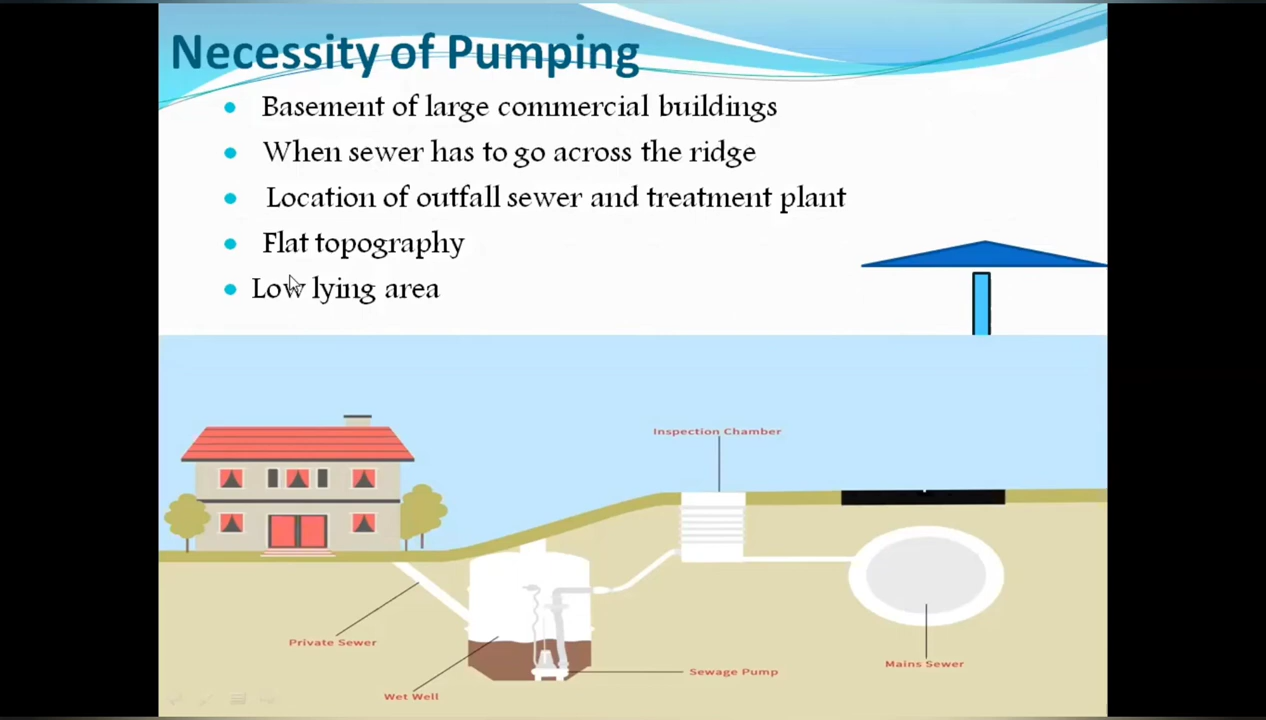 Necessity of Pumping
Basement of large commercial buildings
When sewer has to go across the ridge
Location of outfall sewer and treatment plant
Flat topography
Low lying area
Inspection Chamber
Private Sewer
Mains Sewer
Sewage Pump
Wet Well